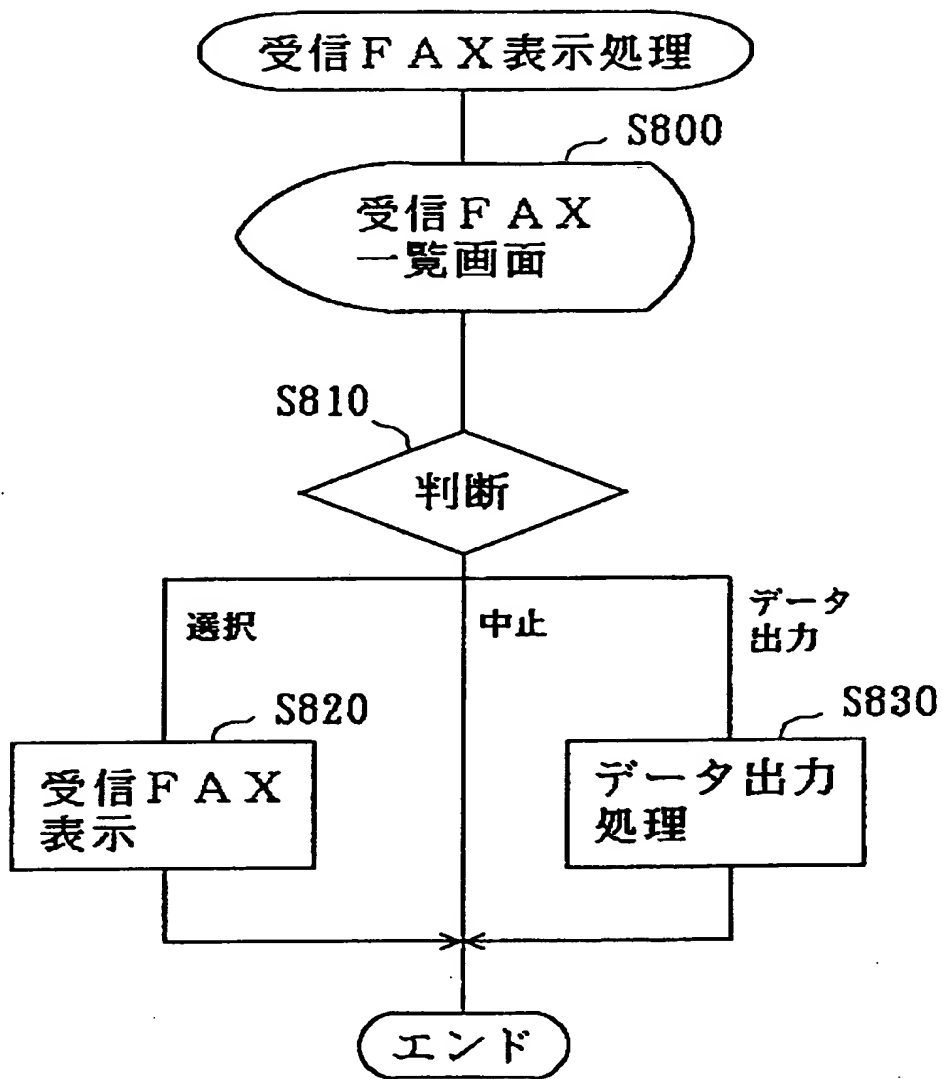 受信ＦＡＸ表示処理
S800
受信ＦＡＸ
一覧画面
S810
判断
選択
中止
データ
出力
S820
受信ＦＡＸ
表示
S830
データ出力
処理
エンド